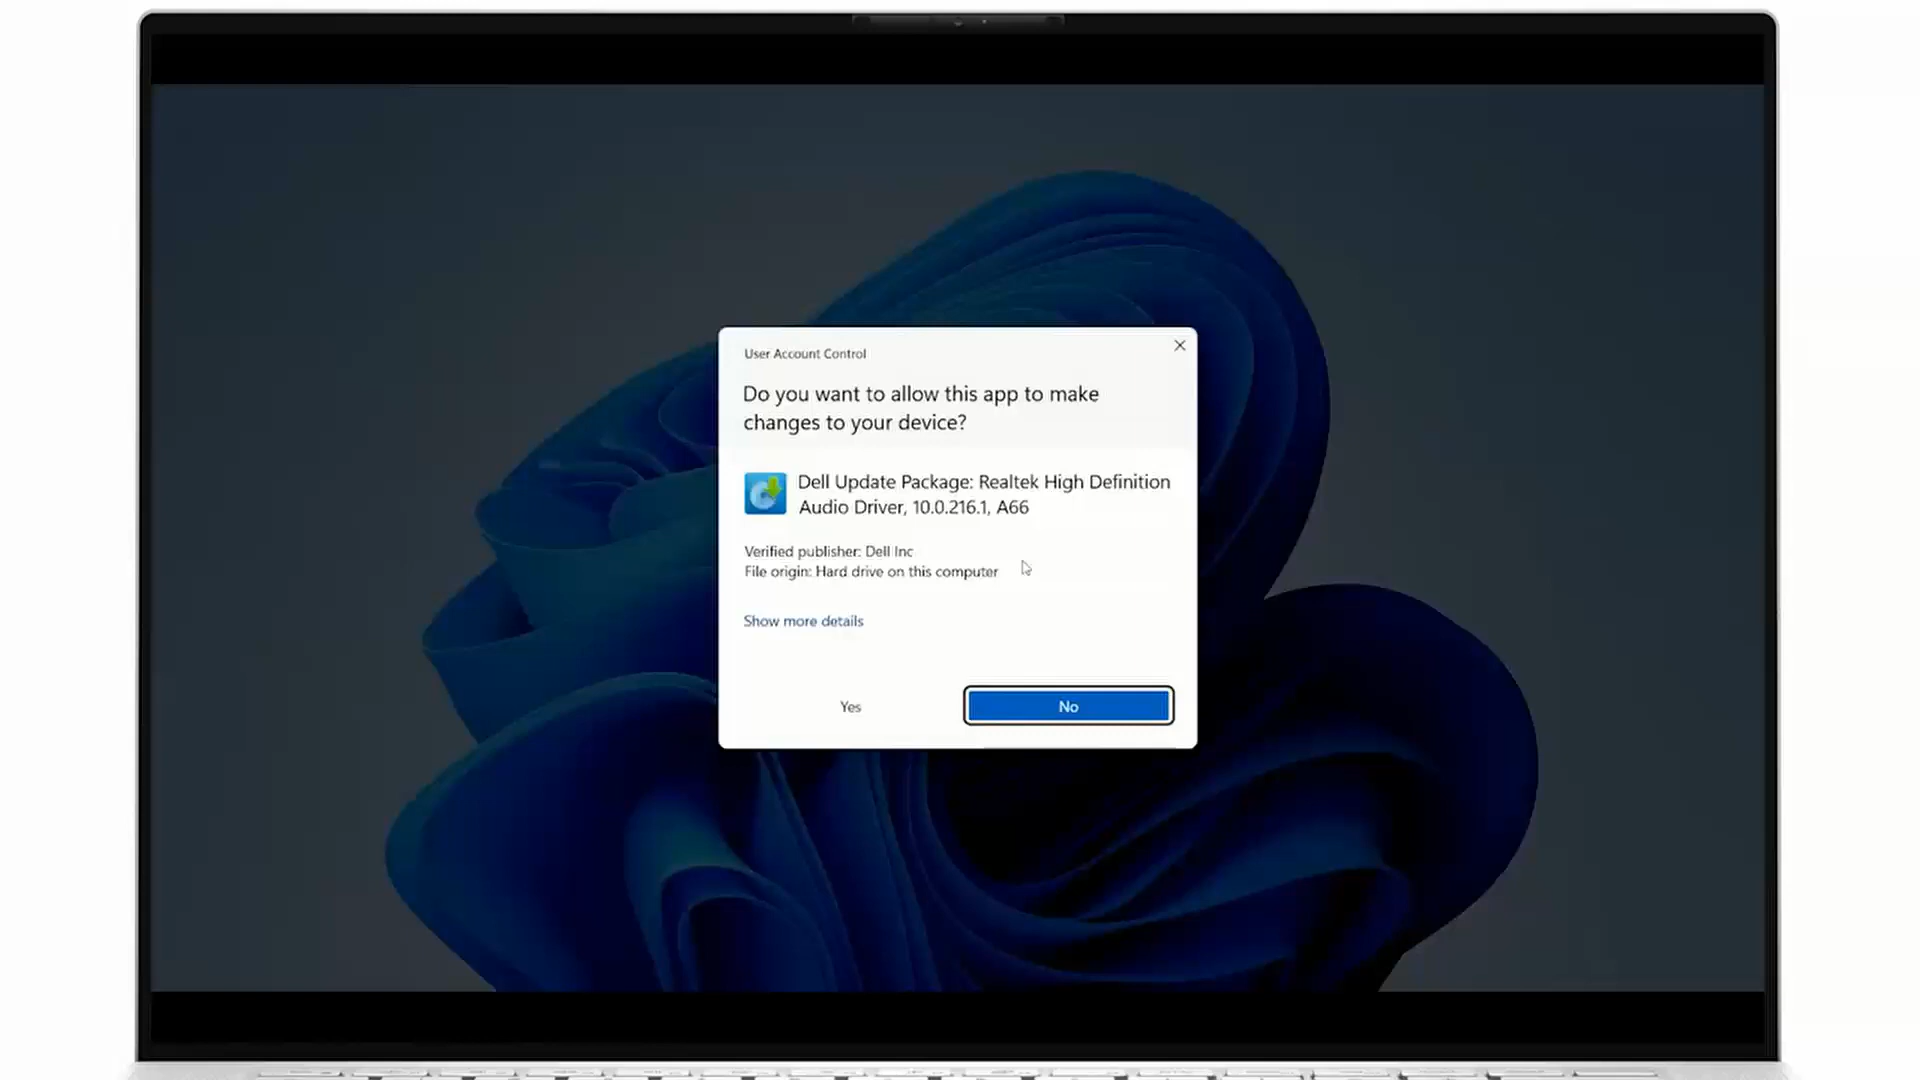 User Account Control
Do you want to allow this app to make
changes to your device?
Dell Update Package: Realtek High Definition
Audio Driver, 10.0.216.1, A66
Verified publisher: Dell Inc
File origin: Hard drive on this computer
Show more details
Yes
No